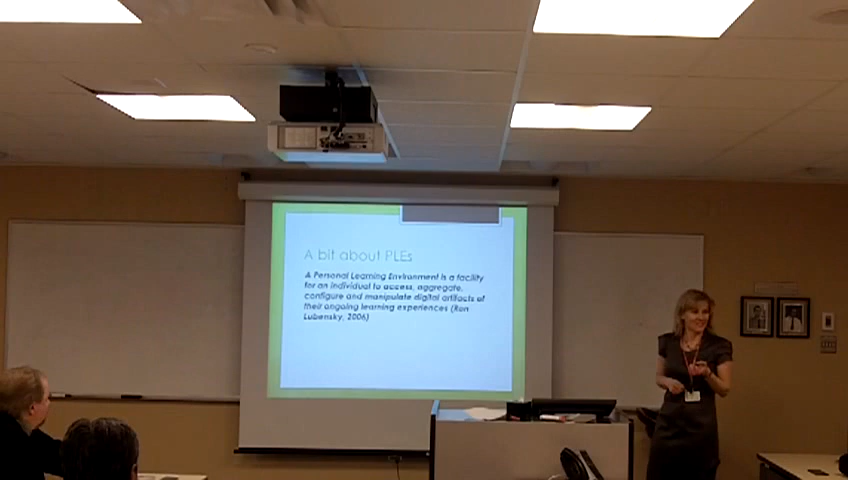 A bit about PLEs
A Personal Learning Environment is a facility
for an individual to access, aggregate,
configure and manipulate digital artifacts of
their ongoing learning experiences (Ron
Lubensky, 2006)